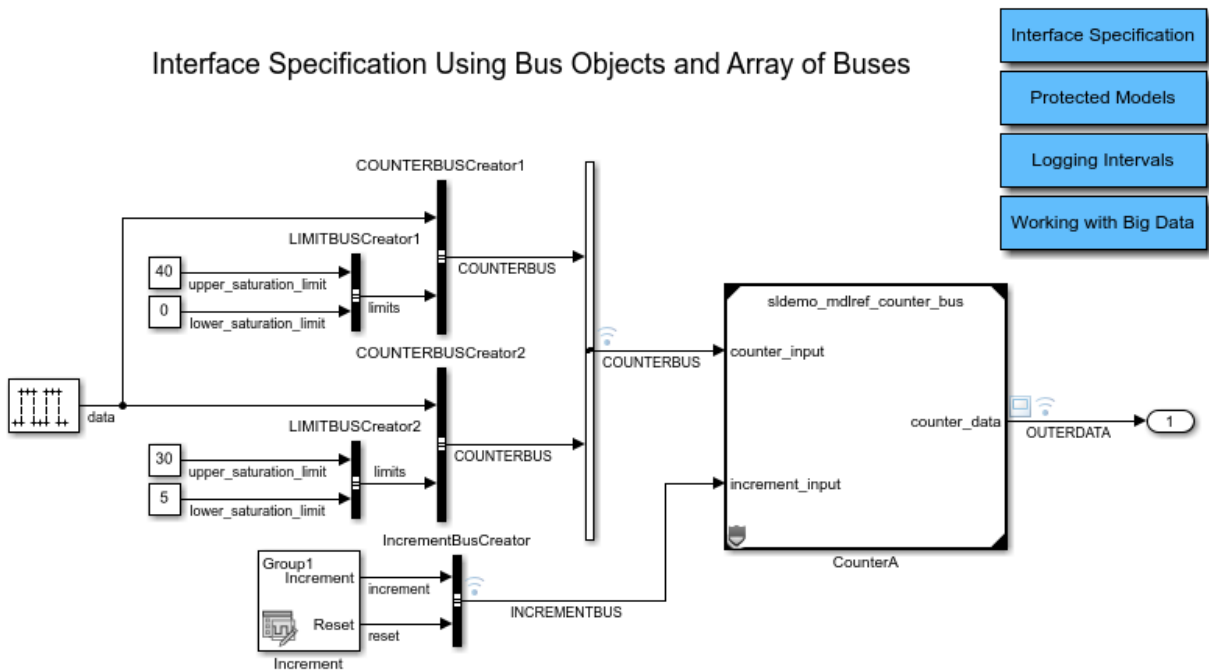 Interface Specification Using Bus Objects and Array of Buses
Interface Specification
Protected Models
Logging Intervals
Working with Big Data
COUNTERBUSCreator1
LIMITBUSCreator1
40
upper_saturation_limit
0
lower_saturation_limit
limits
COUNTERBUS
COUNTERBUSCreator2
data
LIMITBUSCreator2
30
upper_saturation_limit
5
lower_saturation_limit
limits
COUNTERBUS
COUNTERBUS
IncrementBusCreator
Group1
Increment
increment
Reset
reset
Increment
INCREMENTBUS
sldemo_mdlref_counter_bus
counter_input
counter_data
increment_input
CounterA
OUTERDATA
1